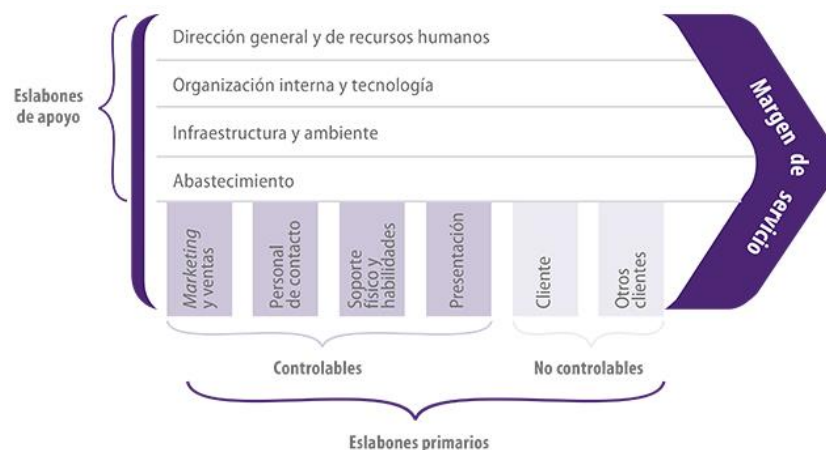 Dirección general y de recursos humanos
Organización interna y tecnología
Infraestructura y ambiente
Abastecimiento
Eslabones
de apoyo
Marketing
y ventas
Personal
de contacto
Soporte
físico y
habilidades
Presentación
Cliente
Otros
clientes
Margen de servicio
Controlables
No controlables
Eslabones primarios